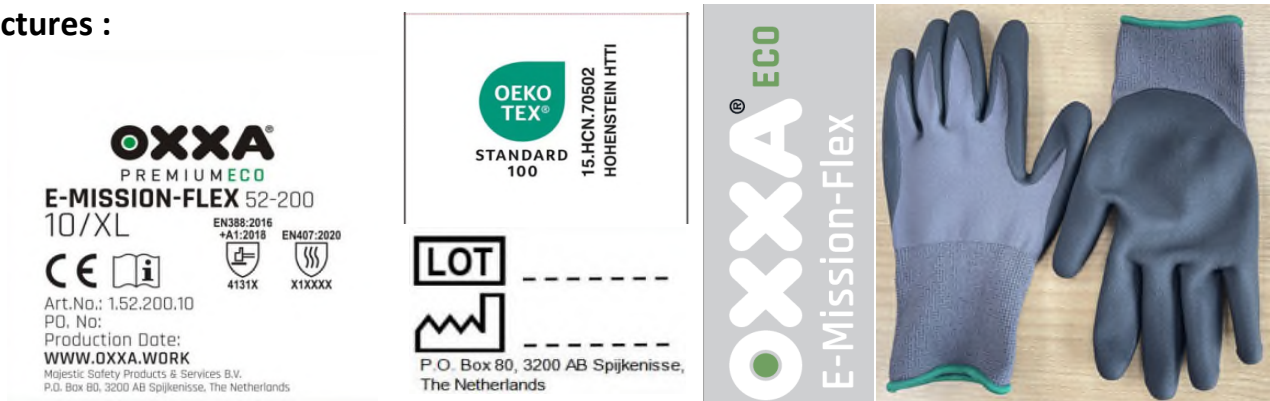 ctures :
OXXA®
PREMIUMECO
E-MISSION-FLEX 52-200
10/XL
EN388:2016
+A1:2018
EN407:2020
4131X
X1XXXX
CE
i
Art.No.: 1.52.200.10
PO. No:
Production Date:
WWW.OXXA.WORK
Majestic Safety Products & Services B.V.
P.O. Box 80, 3200 AB Spijkenisse, The Netherlands
OEKO
TEX®
STANDARD
100
15.HCN.70502
HOHENSTEIN HTTI
LOT
P.O. Box 80, 3200 AB Spijkenisse,
The Netherlands
OXXA® ECO
E-Mission-Flex